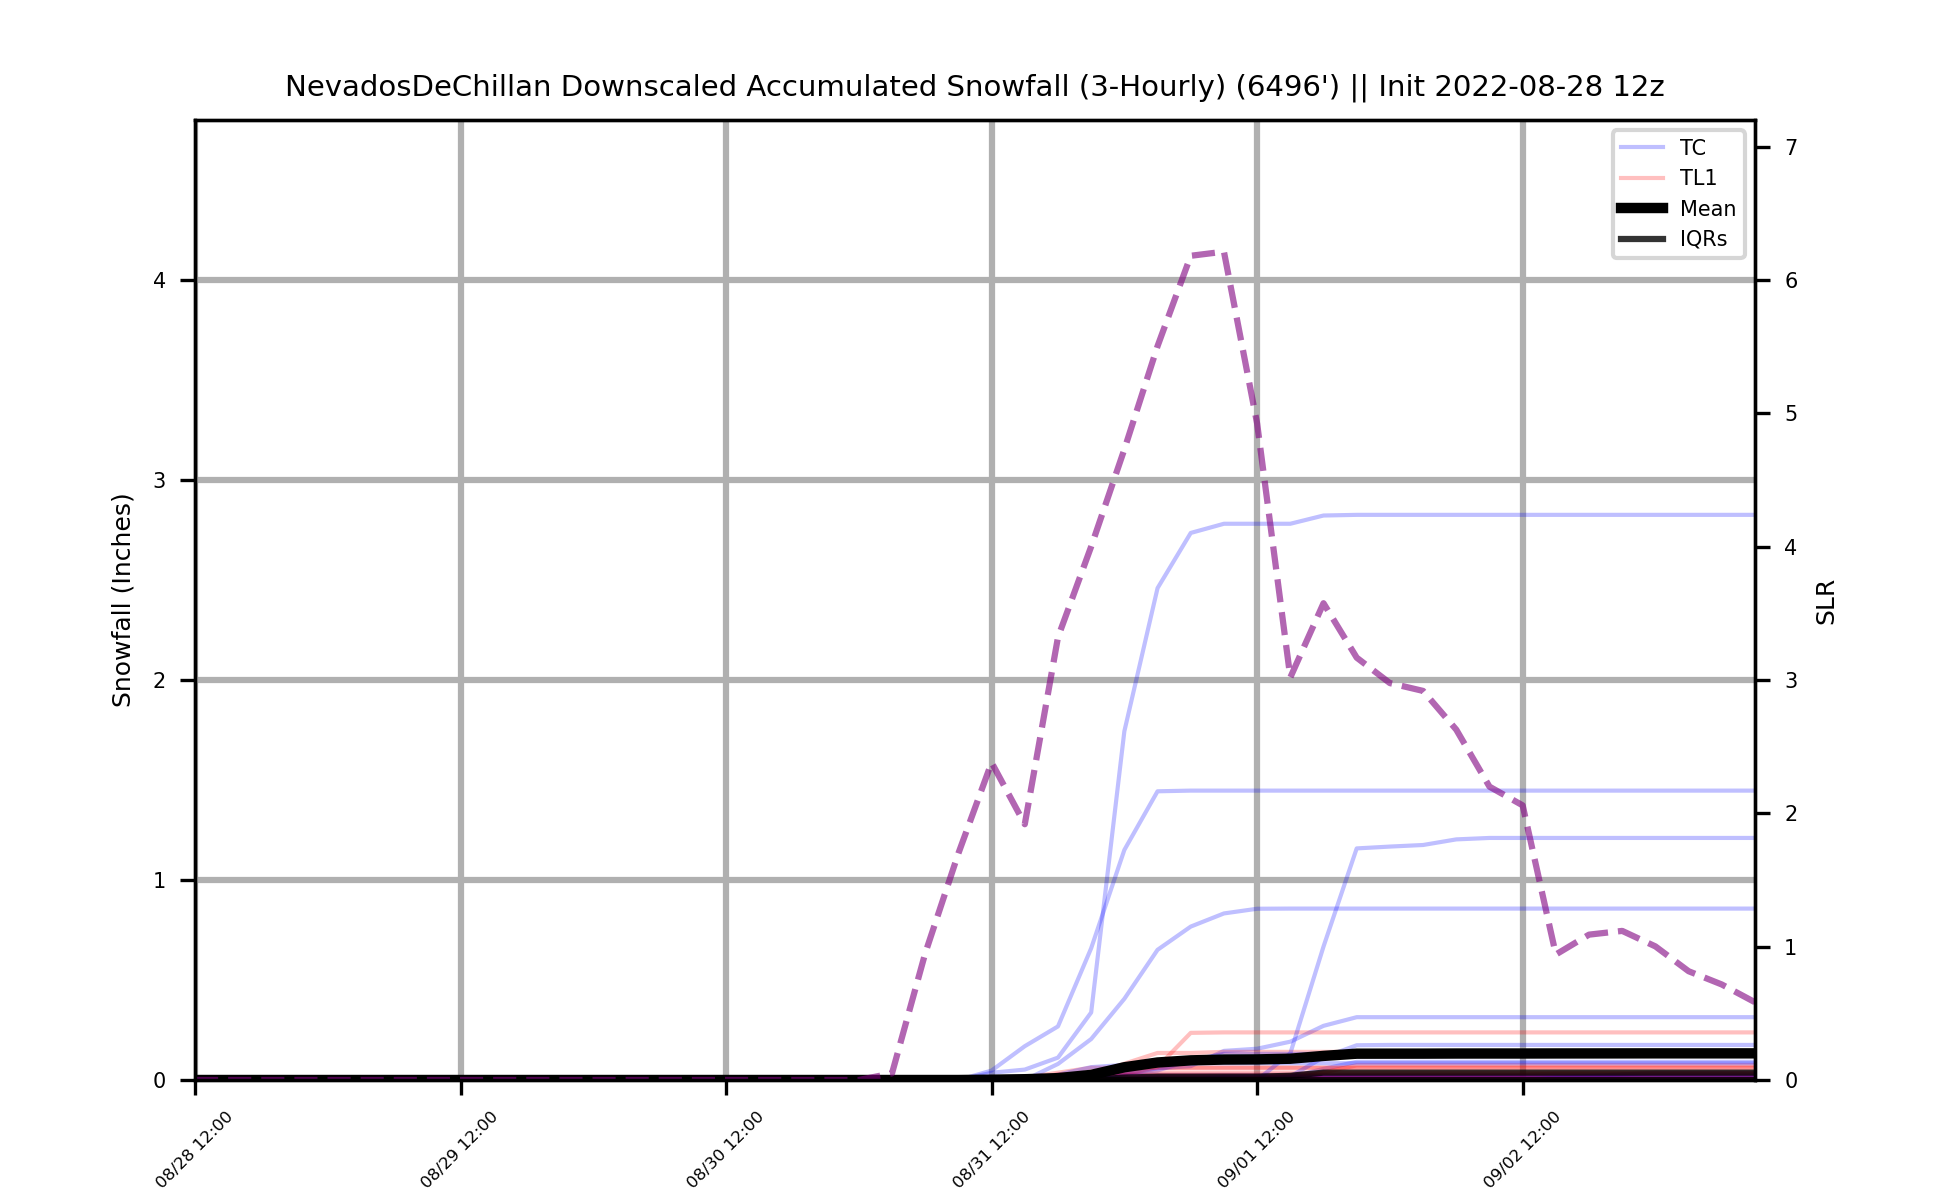 NevadosDeChillan Downscaled Accumulated Snowfall (3-Hourly) (6496') || Init 2022-08-28 12z
TC
TL1
Mean
IQRs
Snowfall (Inches)
4
3
2
1
0
7
6
5
4
3
2
1
0
SLR
08/28 12:00
08/29 12:00
08/30 12:00
08/31 12:00
09/01 12:00
09/02 12:00